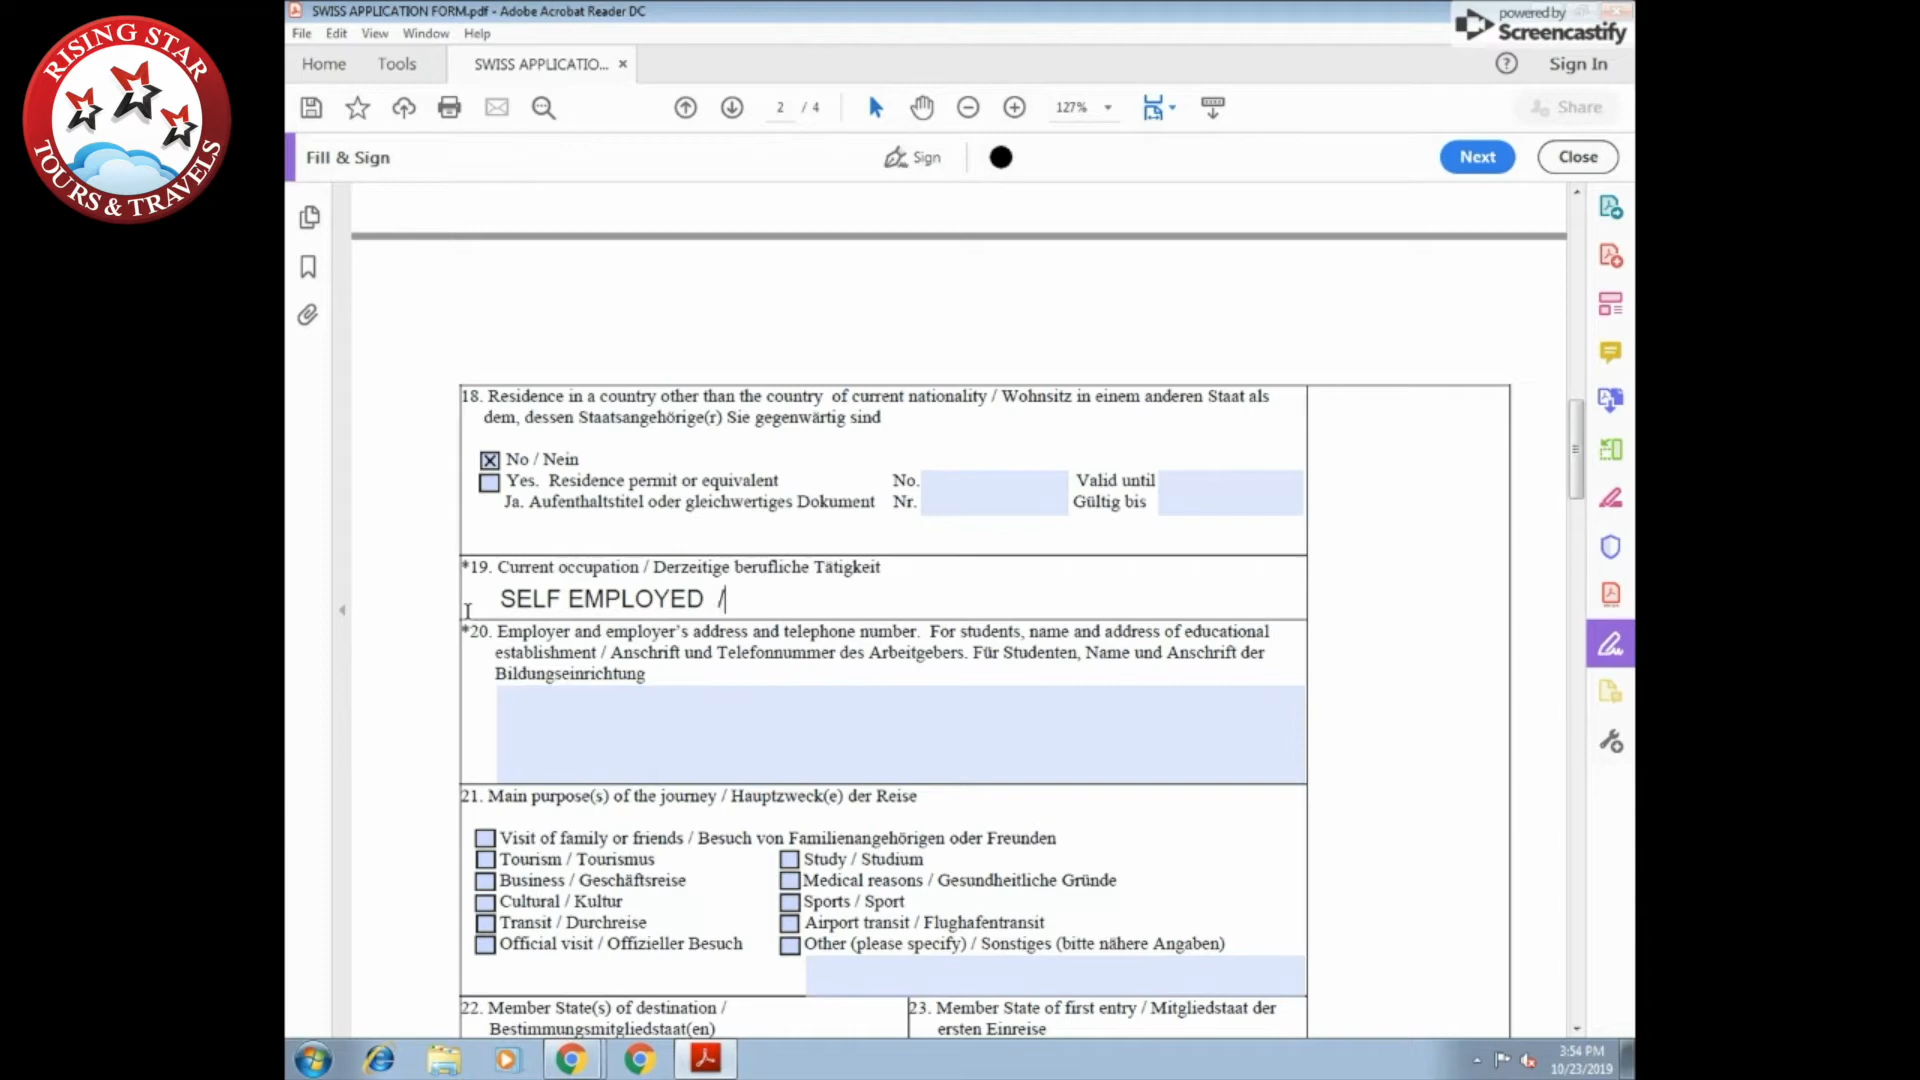 RISING STAR
TOURS & TRAVELS
SWISS APPLICATION FORM.pdf - Adobe Acrobat Reader DC
powered by
Screencastify
File Edit View Window Help
Home Tools SWISS APPLICATIO... × Sign In
2 / 4 127% Share
Fill & Sign Sign Next Close
18. Residence in a country other than the country of current nationality / Wohnsitz in einem anderen Staat als
dem, dessen Staatsangehörige(r) Sie gegenwärtig sind
No / Nein
Yes. Residence permit or equivalent No. Valid until
Ja. Aufenthaltstitel oder gleichwertiges Dokument Nr. Gültig bis
*19. Current occupation / Derzeitige berufliche Tätigkeit
SELF EMPLOYED /
*20. Employer and employer's address and telephone number. For students, name and address of educational
establishment / Anschrift und Telefonnummer des Arbeitgebers. Für Studenten, Name und Anschrift der
Bildungseinrichtung
21. Main purpose(s) of the journey / Hauptzweck(e) der Reise
Visit of family or friends / Besuch von Familienangehörigen oder Freunden
Tourism / Tourismus Study / Studium
Business / Geschäftsreise Medical reasons / Gesundheitliche Gründe
Cultural / Kultur Sports / Sport
Transit / Durchreise Airport transit / Flughafentransit
Official visit / Offizieller Besuch Other (please specify) / Sonstiges (bitte nähere Angaben)
22. Member State(s) of destination / 23. Member State of first entry / Mitgliedstaat der
Bestimmungsmitgliedstaat(en) ersten Einreise
3:54 PM
10/23/2019